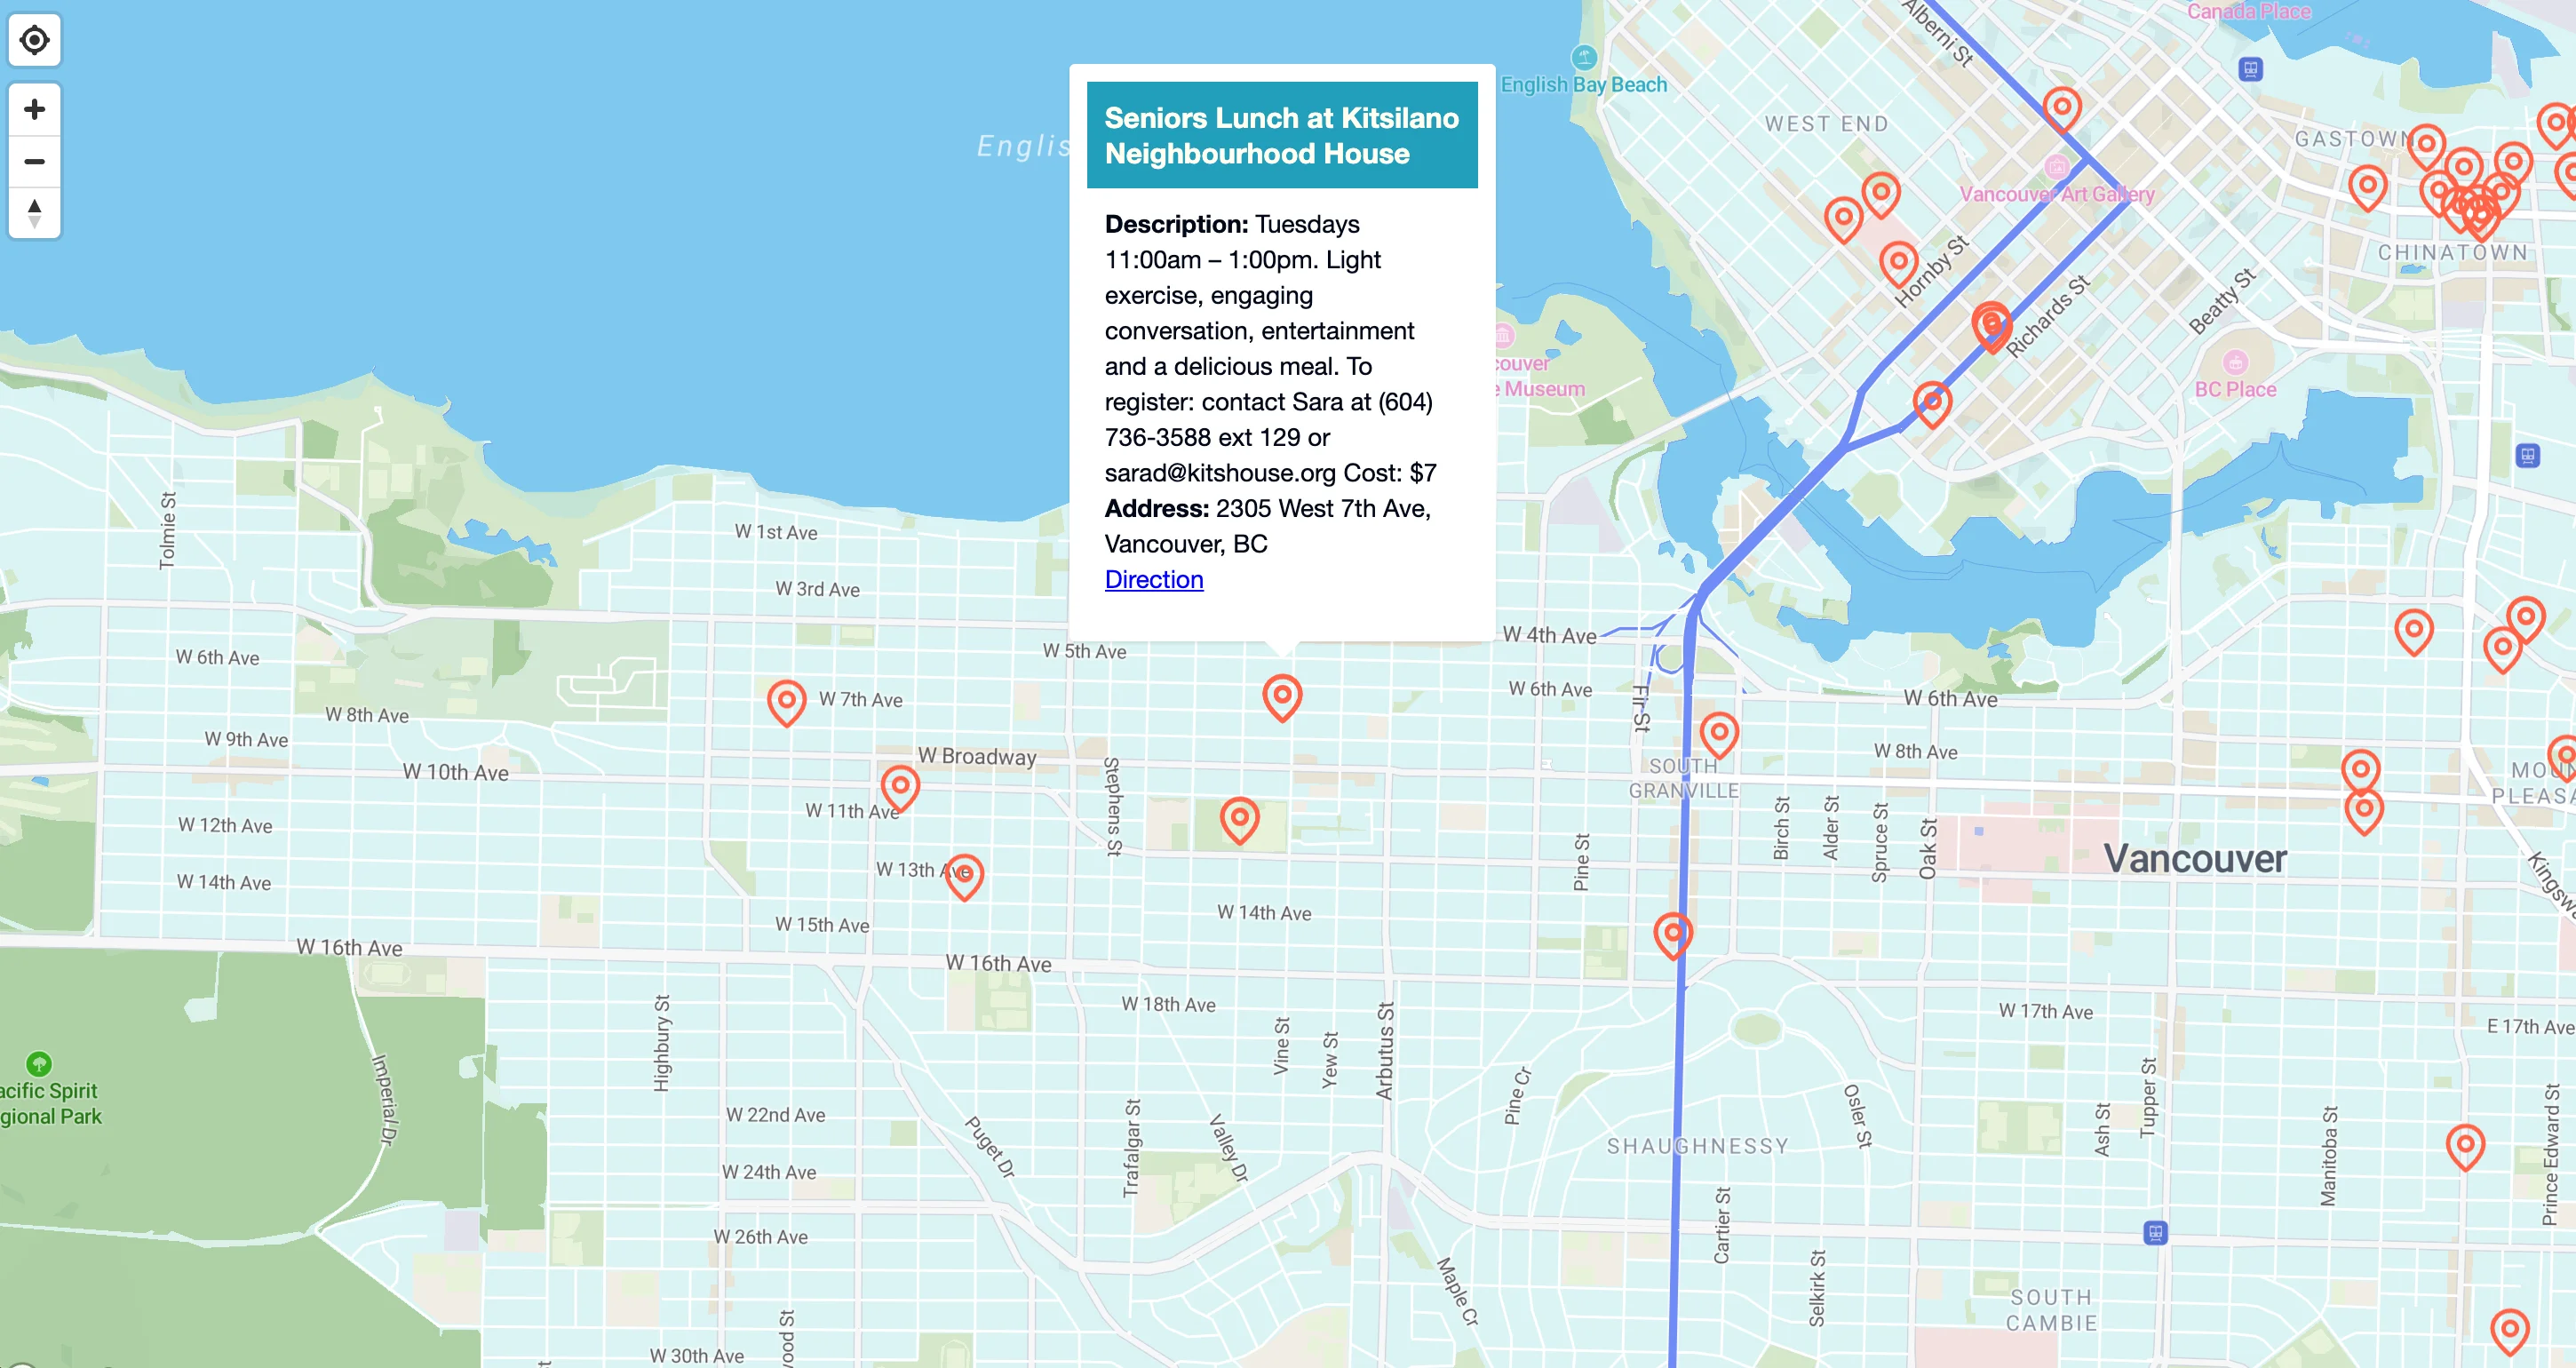 Canada Place
Alberni St
English Bay Beach
WEST END
GASTOWN
Englis
Seniors Lunch at Kitsilano
Neighbourhood House
Vancouver Art Gallery
Description: Tuesdays
11:00am – 1:00pm. Light
exercise, engaging
conversation, entertainment
and a delicious meal. To
register: contact Sara at (604)
736-3588 ext 129 or
sarad@kitshouse.org Cost: $7
Address: 2305 West 7th Ave,
Vancouver, BC
Direction
CHINATOWN
Hornby St
Richards St
Beatty St
couver
e Museum
BC Place
Tolmie St
W 1st Ave
W 3rd Ave
W 4th Ave
W 5th Ave
W 6th Ave
W 6th Ave
W 6th Ave
Fir St
W 7th Ave
W 8th Ave
W 9th Ave
W Broadway
W 8th Ave
W 10th Ave
SOUTH
GRANVILLE
MOUN
PLEASA
Stephens St
W 11th Ave
W 12th Ave
Birch St
Alder St
Spruce St
Oak St
Pine St
Vancouver
W 13th Ave
W 14th Ave
Kingsw
W 14th Ave
W 15th Ave
W 16th Ave
W 16th Ave
W 18th Ave
W 17th Ave
E 17th Ave
Highbury St
Vine St
Yew St
Arbutus St
acific Spirit
gional Park
Imperial Dr
Pine Cr
Osler St
Tupper St
Ash St
Manitoba St
Prince Edward St
W 22nd Ave
Puget Dr
Trafalgar St
Valley Dr
SHAUGHNESSY
W 24th Ave
W 26th Ave
Cartier St
Maple Cr
Selkirk St
SOUTH
CAMBIE
wood St
W 30th Ave